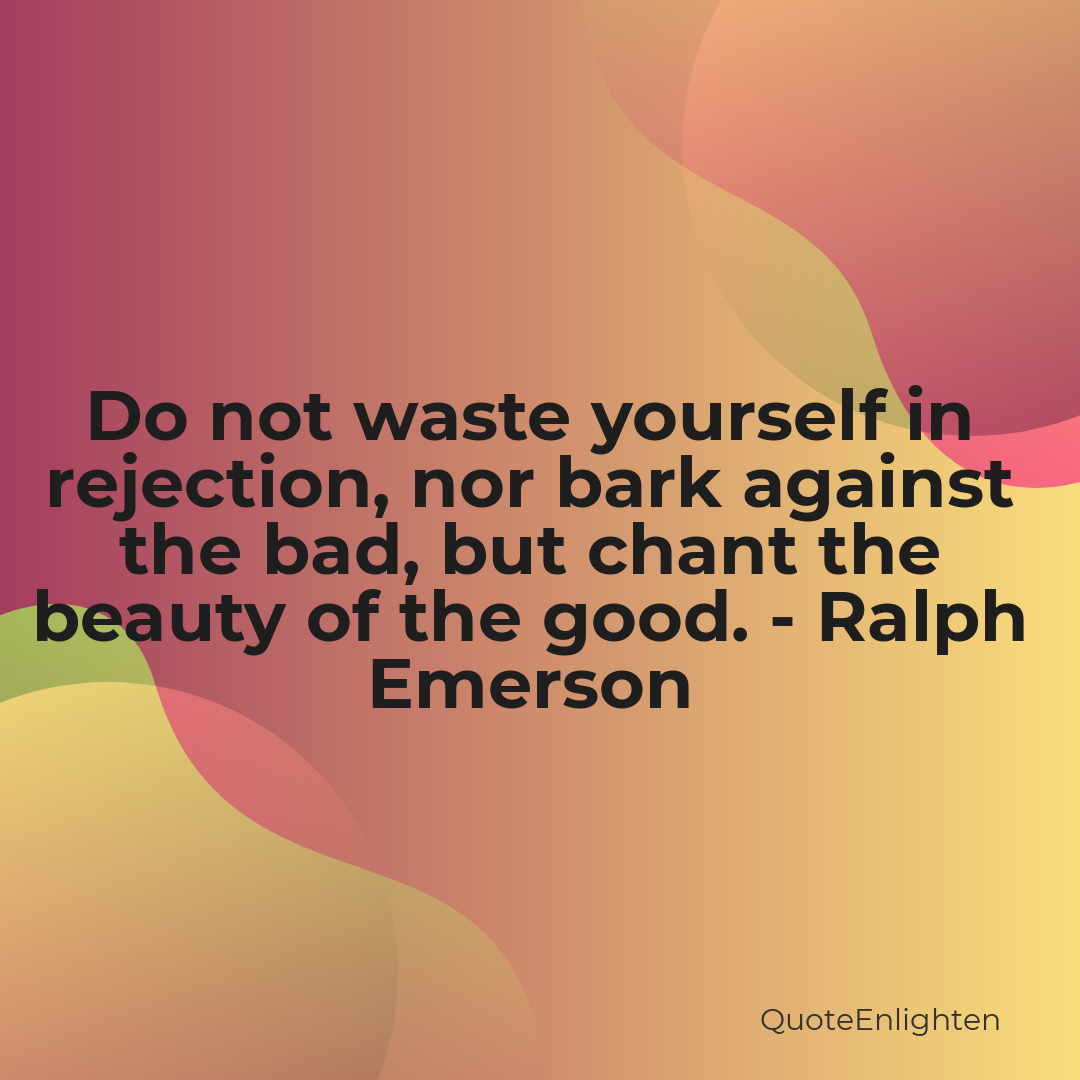 Do not waste yourself in
rejection, nor bark against
the bad, but chant the
beauty of the good. - Ralph
Emerson
QuoteEnlighten